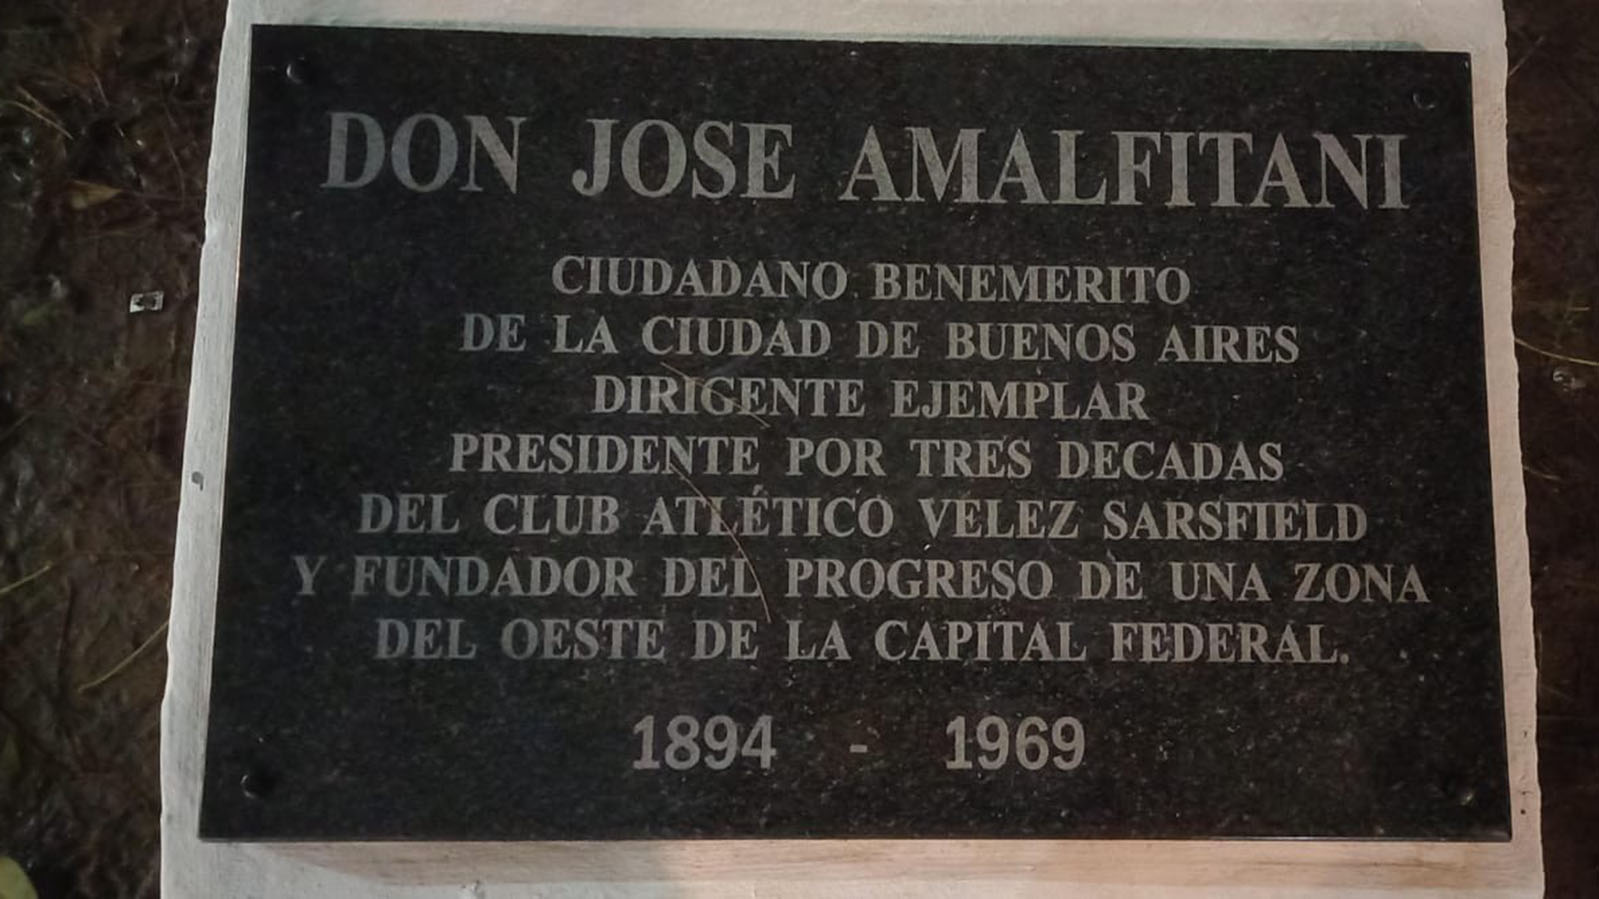 DON JOSE AMALFITANI
CIUDADANO BENEMERITO
DE LA CIUDAD DE BUENOS AIRES
DIRIGENTE EJEMPLAR
PRESIDENTE POR TRES DECADAS
DEL CLUB ATLÉTICO VELEZ SARSFIELD
Y FUNDADOR DEL PROGRESO DE UNA ZONA
DEL OESTE DE LA CAPITAL FEDERAL.
1894 - 1969